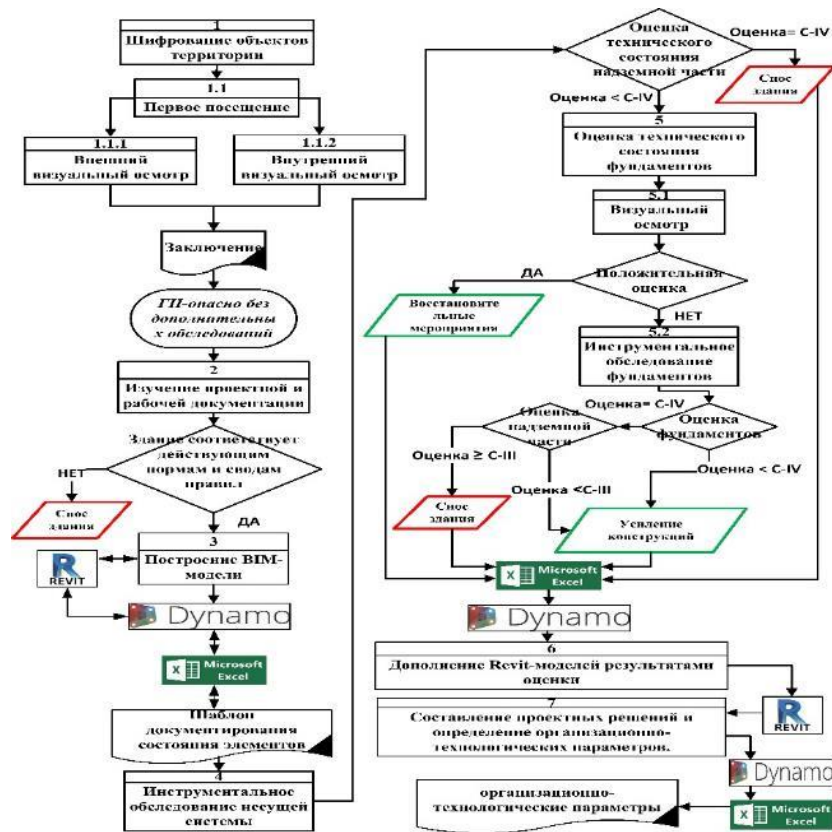 1
Шифрование объектов
территории
1.1
Первое посещение
1.1.1
Внешний
визуальный осмотр
1.1.2
Внутренний
визуальный осмотр
Заключение
ГП-опасно без
дополнительны
х обследований
2
Изучение проектной и
рабочей документации
Здание соответствует
действующим
нормам и сводам
правил
НЕТ
Снос
здания
ДА
3
Построение BIM-
модели
R
REVIT
Dynamo
Microsoft
Excel
Шаблон
документирования
состояния элементов
4
Инструментальное
обследование несущей
системы
Оценка
технического
состояния
надземной части
Оценка= C-IV
Снос
здания
Оценка < C-IV
5
Оценка технического
состояния
фундаментов
5.1
Визуальный
осмотр
Положительная
оценка
ДА
Восстановите
льные
мероприятия
НЕТ
5.2
Инструментальное
обследование
фундаментов
Оценка
фундаментов
Оценка= C-IV
Оценка
надземной
части
Оценка ≥ C-III
Оценка <C-III
Оценка < C-IV
Снос
здания
Усиление
конструкций
Microsoft
Excel
Dynamo
6
Дополнение Revit-моделей результатами
оценки
R
REVIT
7
Составление проектных решений и
определение организационно-
технологических параметров.
Dynamo
Microsoft
Excel
организационно-
технологические параметры